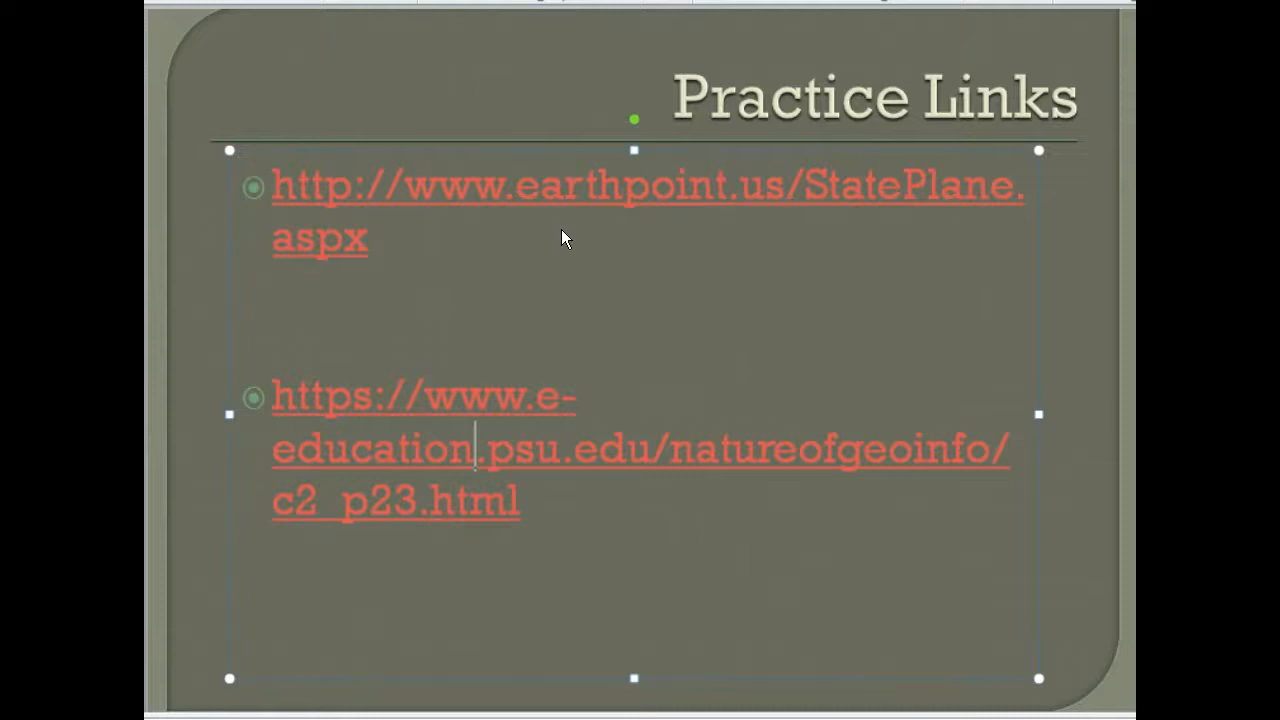 Practice Links
http://www.earthpoint.us/StatePlane.
aspx
https://www.e-
education.psu.edu/natureofgeoinfo/
c2_p23.html